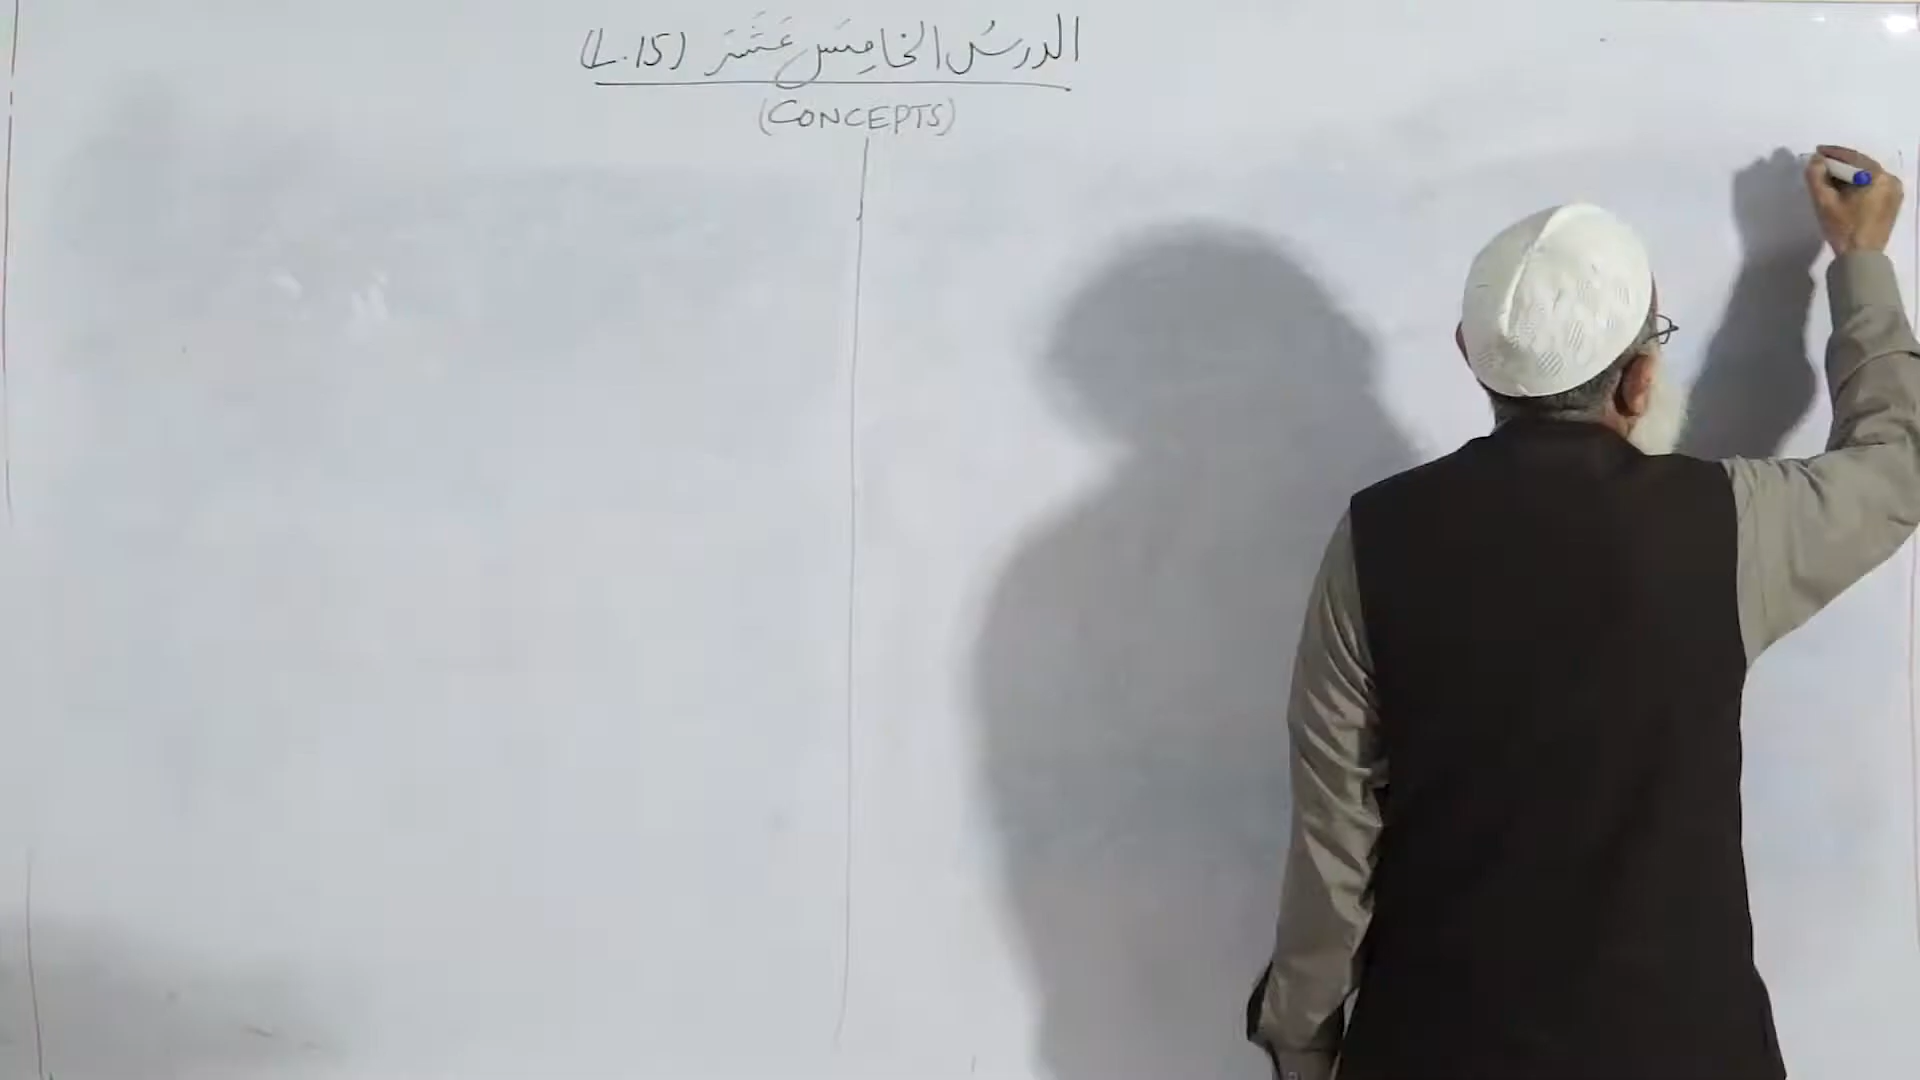 الدرسُ الخامِسَ عَشَرَ (L.15)
(CONCEPTS)